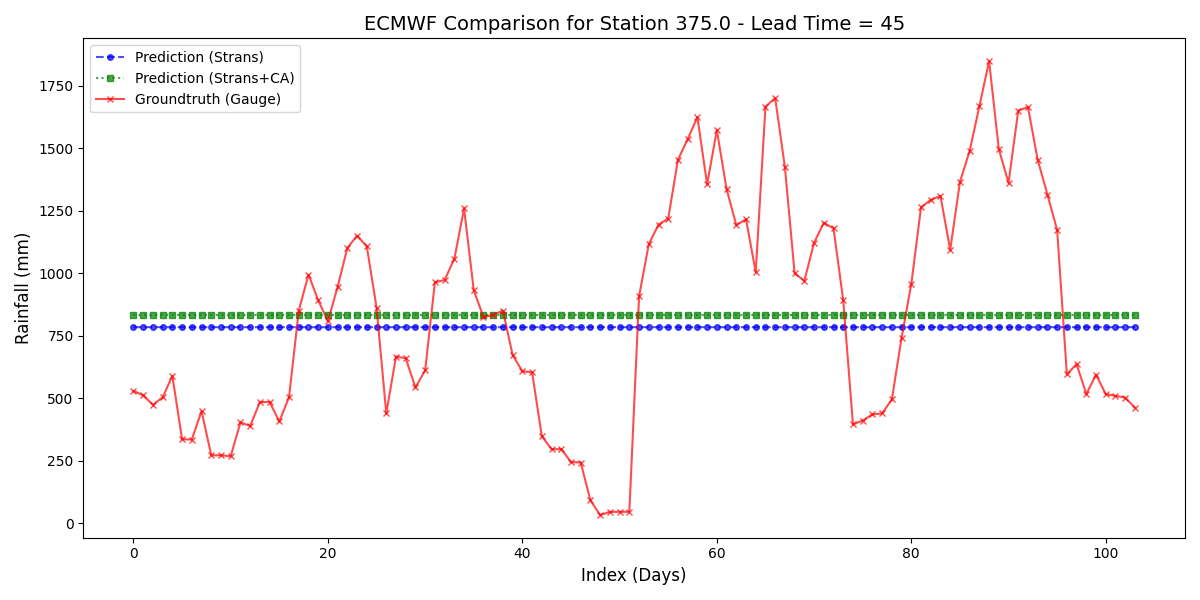 ECMWF Comparison for Station 375.0 - Lead Time = 45
Prediction (Strans)
Prediction (Strans+CA)
Groundtruth (Gauge)
Rainfall (mm)
1750
1500
1250
1000
750
500
250
0
0 20 40 60 80 100
Index (Days)